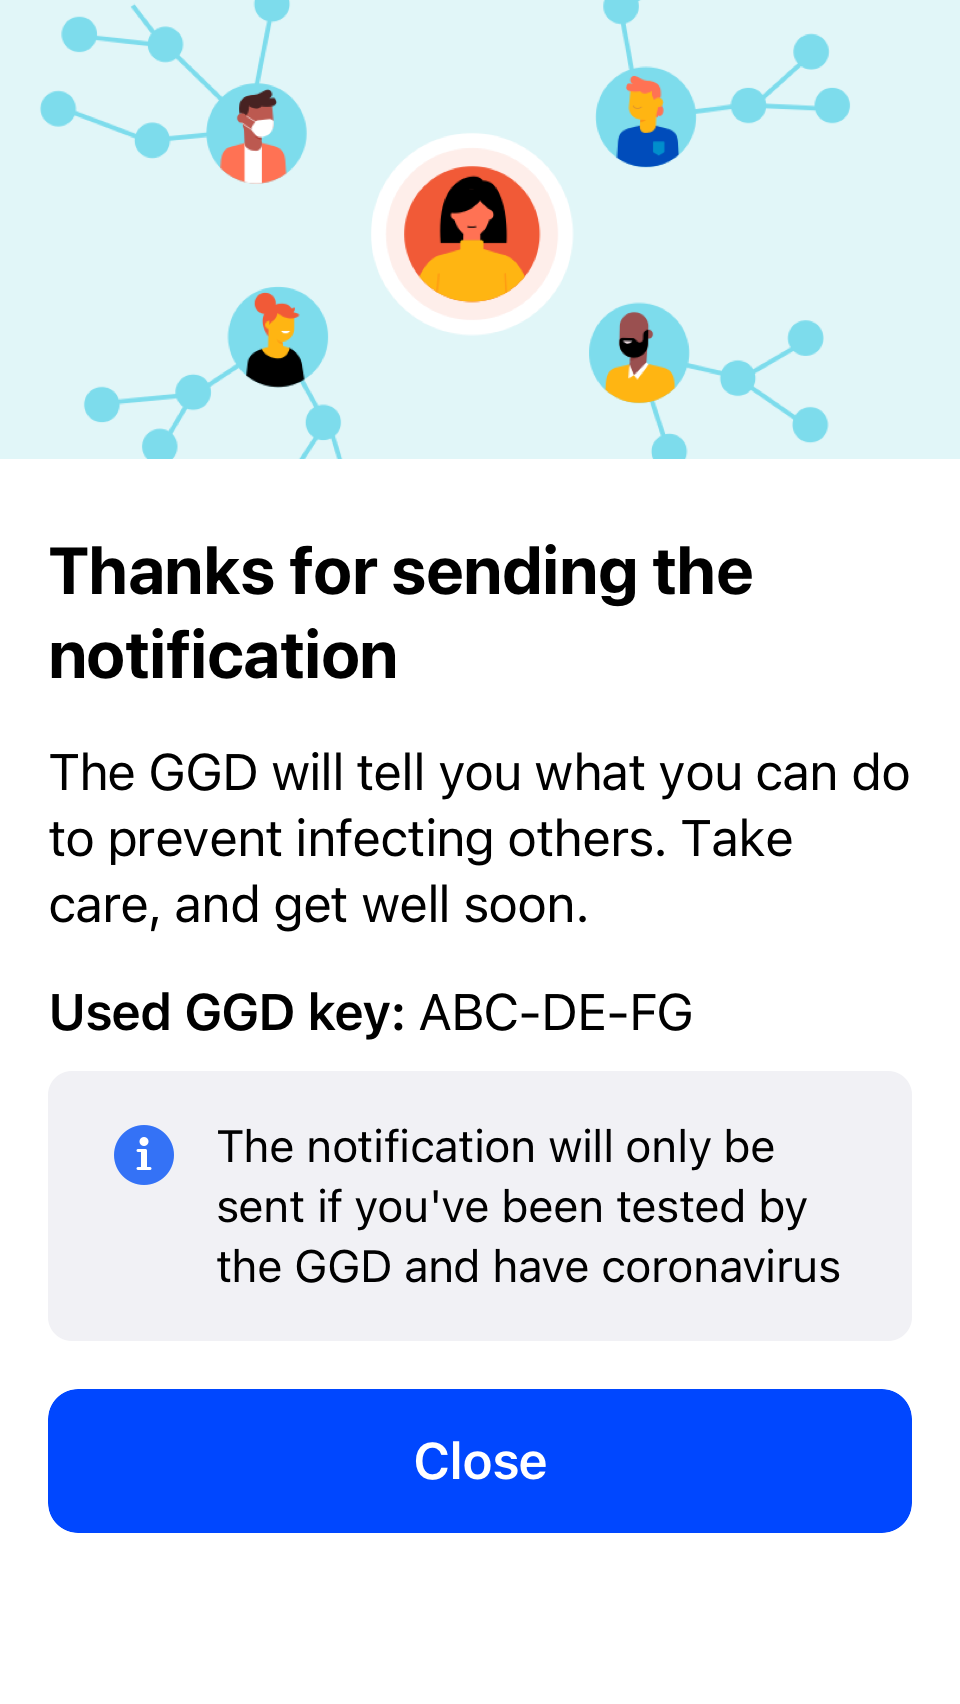 Thanks for sending the
notification
The GGD will tell you what you can do
to prevent infecting others. Take
care, and get well soon.
Used GGD key: ABC-DE-FG
The notification will only be
sent if you've been tested by
the GGD and have coronavirus
Close